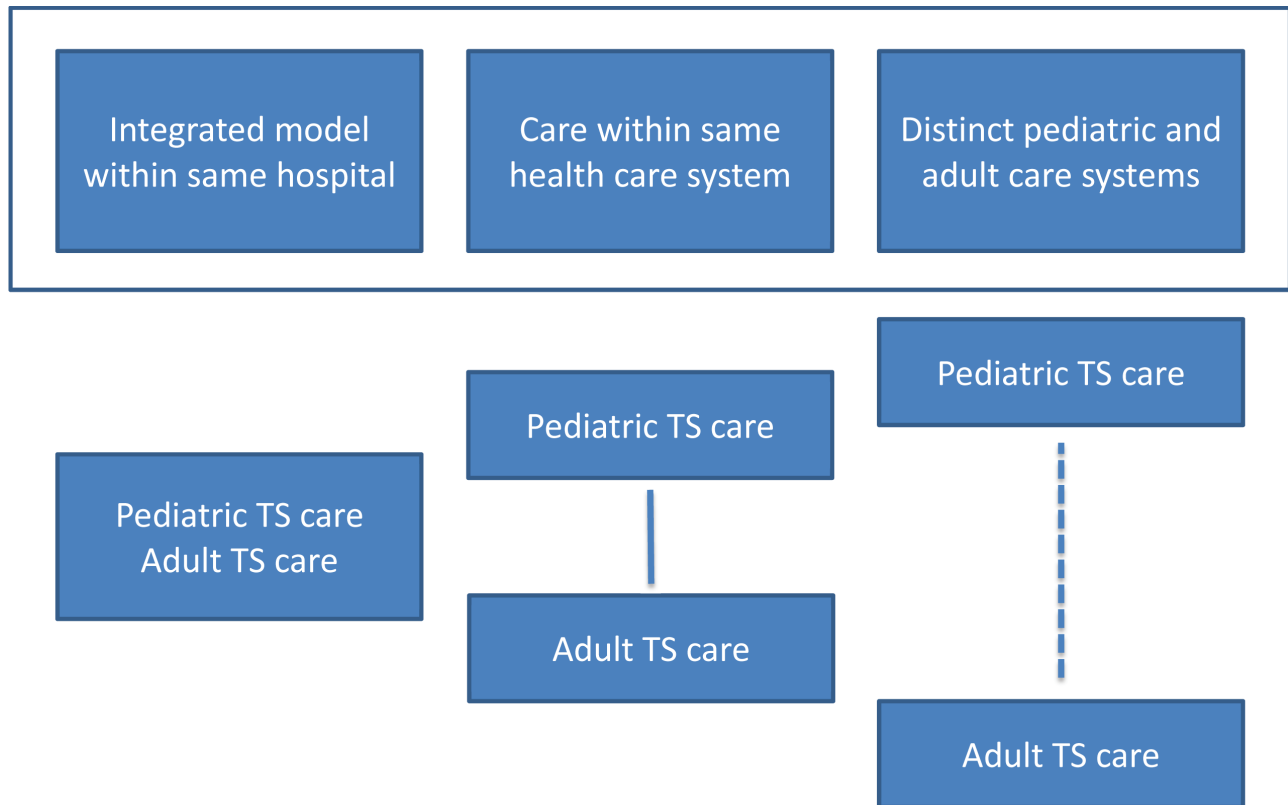 Integrated model
within same hospital
Care within same
health care system
Distinct pediatric and
adult care systems
Pediatric TS care
Adult TS care
Pediatric TS care
Adult TS care
Pediatric TS care
Adult TS care